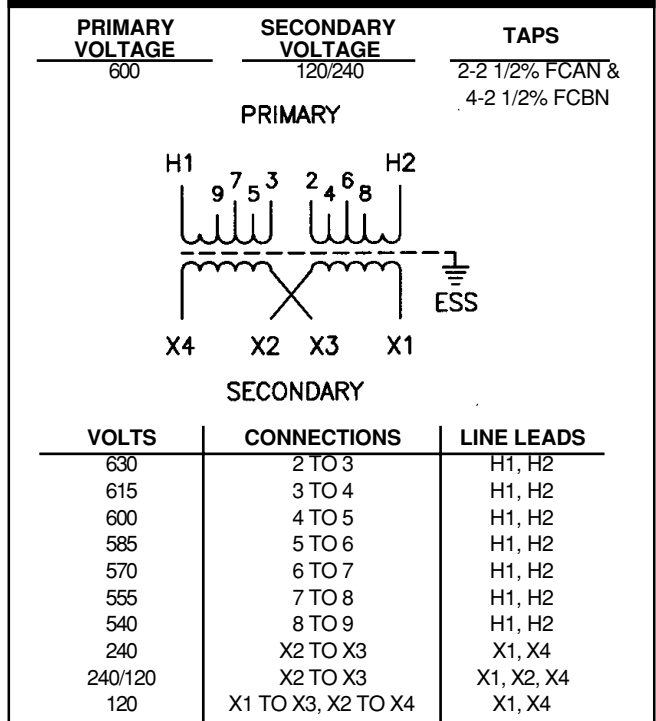 PRIMARY VOLTAGE SECONDARY VOLTAGE TAPS
600 120/240 2-2 1/2% FCAN &
4-2 1/2% FCBN
PRIMARY
H1 9 7 5 3 2 4 6 8 H2
ESS
X4 X2 X3 X1
SECONDARY
VOLTS CONNECTIONS LINE LEADS
630 2 TO 3 H1, H2
615 3 TO 4 H1, H2
600 4 TO 5 H1, H2
585 5 TO 6 H1, H2
570 6 TO 7 H1, H2
555 7 TO 8 H1, H2
540 8 TO 9 H1, H2
240 X2 TO X3 X1, X4
240/120 X2 TO X3 X1, X2, X4
120 X1 TO X3, X2 TO X4 X1, X4